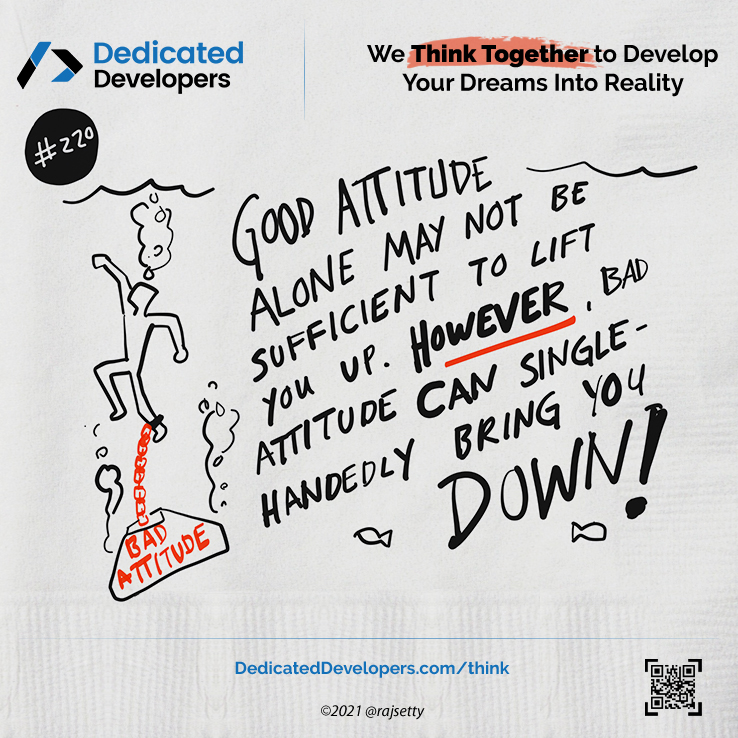 Dedicated
Developers
We Think Together to Develop
Your Dreams Into Reality
#220
GOOD ATTITUDE
ALONE MAY NOT BE
SUFFICIENT TO LIFT
YOU UP. HOWEVER, BAD
ATTITUDE CAN SINGLE-
HANDEDLY BRING YOU
DOWN!
BAD
ATTITUDE
DedicatedDevelopers.com/think
©2021 @rajsetty